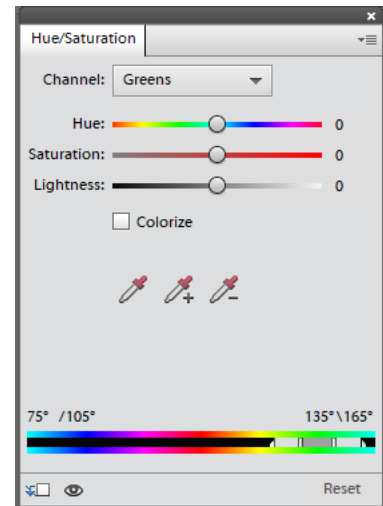 Hue/Saturation
Channel: Greens
Hue: 0
Saturation: 0
Lightness: 0
Colorize
75° /105° 135°\165°
Reset